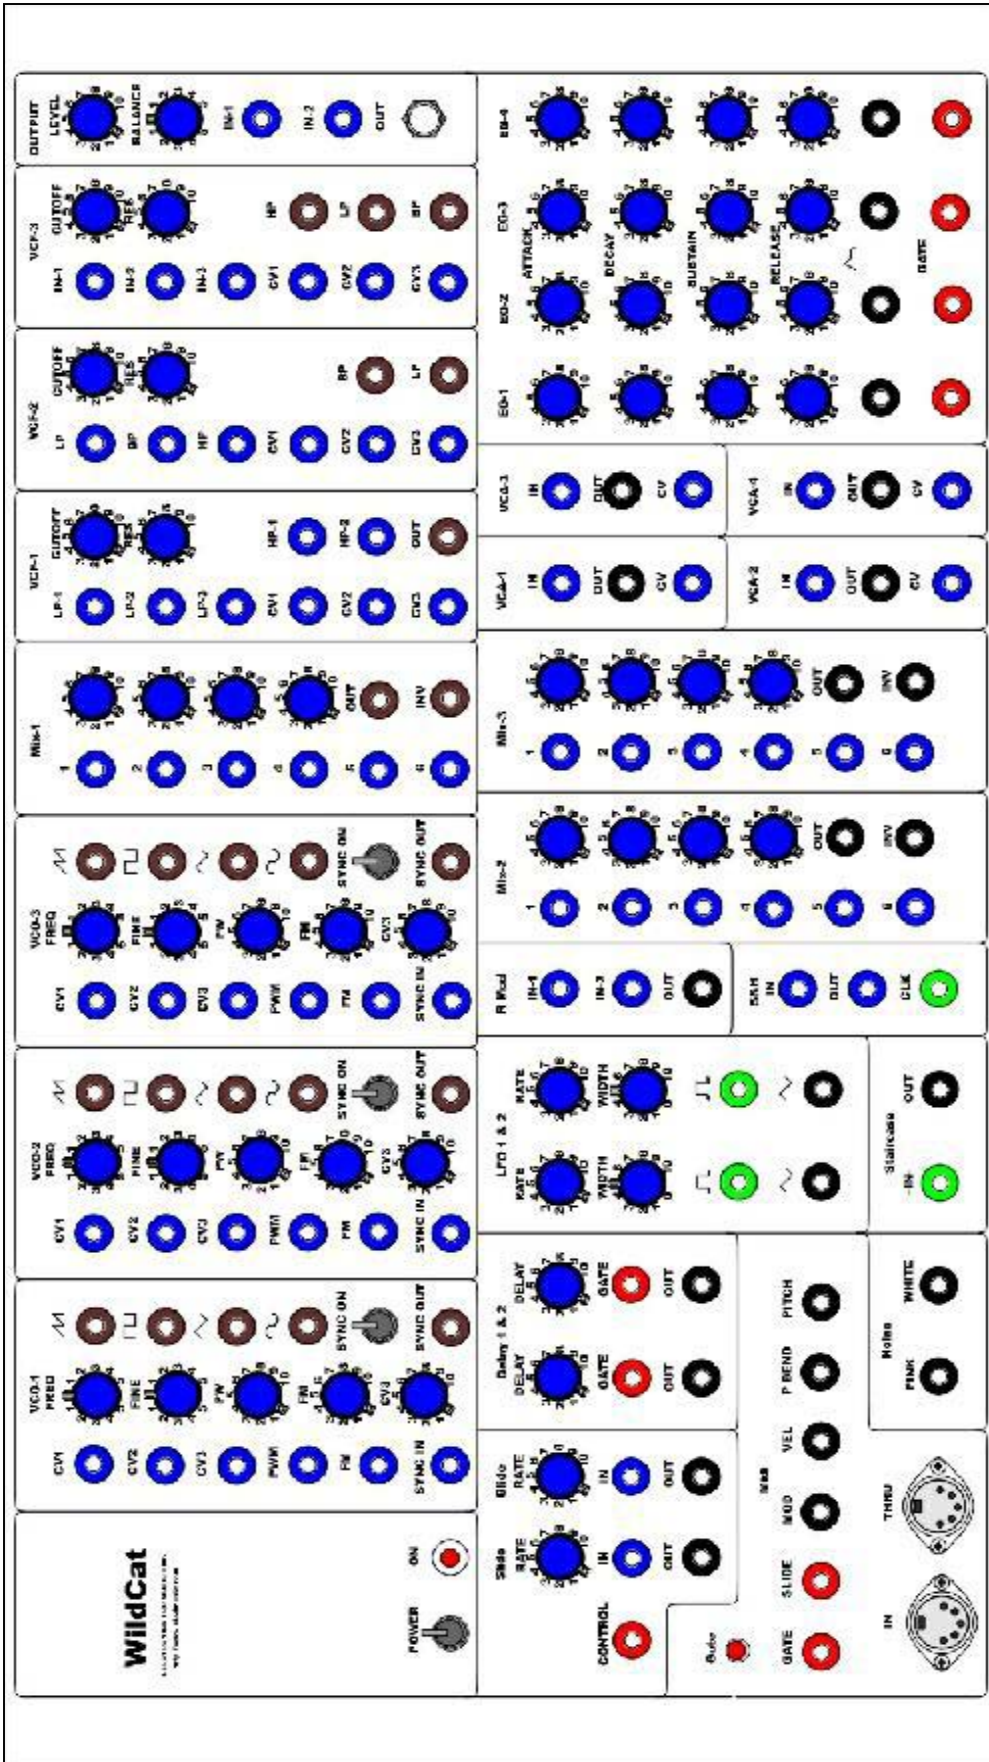 WildCat
POWER
ON
VCO-1
FREQ
FINE
PW
FM
CV3
CV1
CV2
CV3
PWM
FM
SYNC IN
SYNC ON
SYNC OUT
VCO-2
FREQ
FINE
PW
FM
CV3
CV1
CV2
CV3
PWM
FM
SYNC IN
SYNC ON
SYNC OUT
VCO-3
FREQ
FINE
PW
FM
CV3
CV1
CV2
CV3
PWM
FM
SYNC IN
SYNC ON
SYNC OUT
Mix-1
1
2
3
4
5
6
OUT
INV
VCF-1
CUTOFF
RES
LP-1
LP-2
LP-3
CV1
CV2
CV3
HP-1
HP-2
OUT
VCF-2
CUTOFF
RES
LP
BP
HP
CV1
CV2
CV3
BP
LP
VCF-3
CUTOFF
RES
IN-1
IN-2
IN-3
CV1
CV2
CV3
HP
LP
BP
OUTPUT
LEVEL
BALANCE
IN-1
IN-2
OUT
Slide
RATE
IN
OUT
CONTROL
Glide
RATE
IN
OUT
Delay 1 & 2
DELAY
DELAY
GATE
GATE
OUT
OUT
LFO 1 & 2
RATE
RATE
WIDTH
WIDTH
R Mod
IN-1
OUT
S&H
IN
OUT
CLK
Mix-2
1
2
3
4
5
6
OUT
INV
Mix-3
1
2
3
4
5
6
OUT
INV
VCA-1
IN
OUT
CV
VCA-2
IN
OUT
CV
VCA-3
IN
OUT
CV
VCA-4
IN
OUT
CV
EG-1
EG-2
EG-3
EG-4
ATTACK
DECAY
SUSTAIN
RELEASE
GATE
Midi
GATE
SLIDE
MOD
VEL
P BEND
PITCH
IN
THRU
Noise
PINK
WHITE
Staircase
-IN
OUT